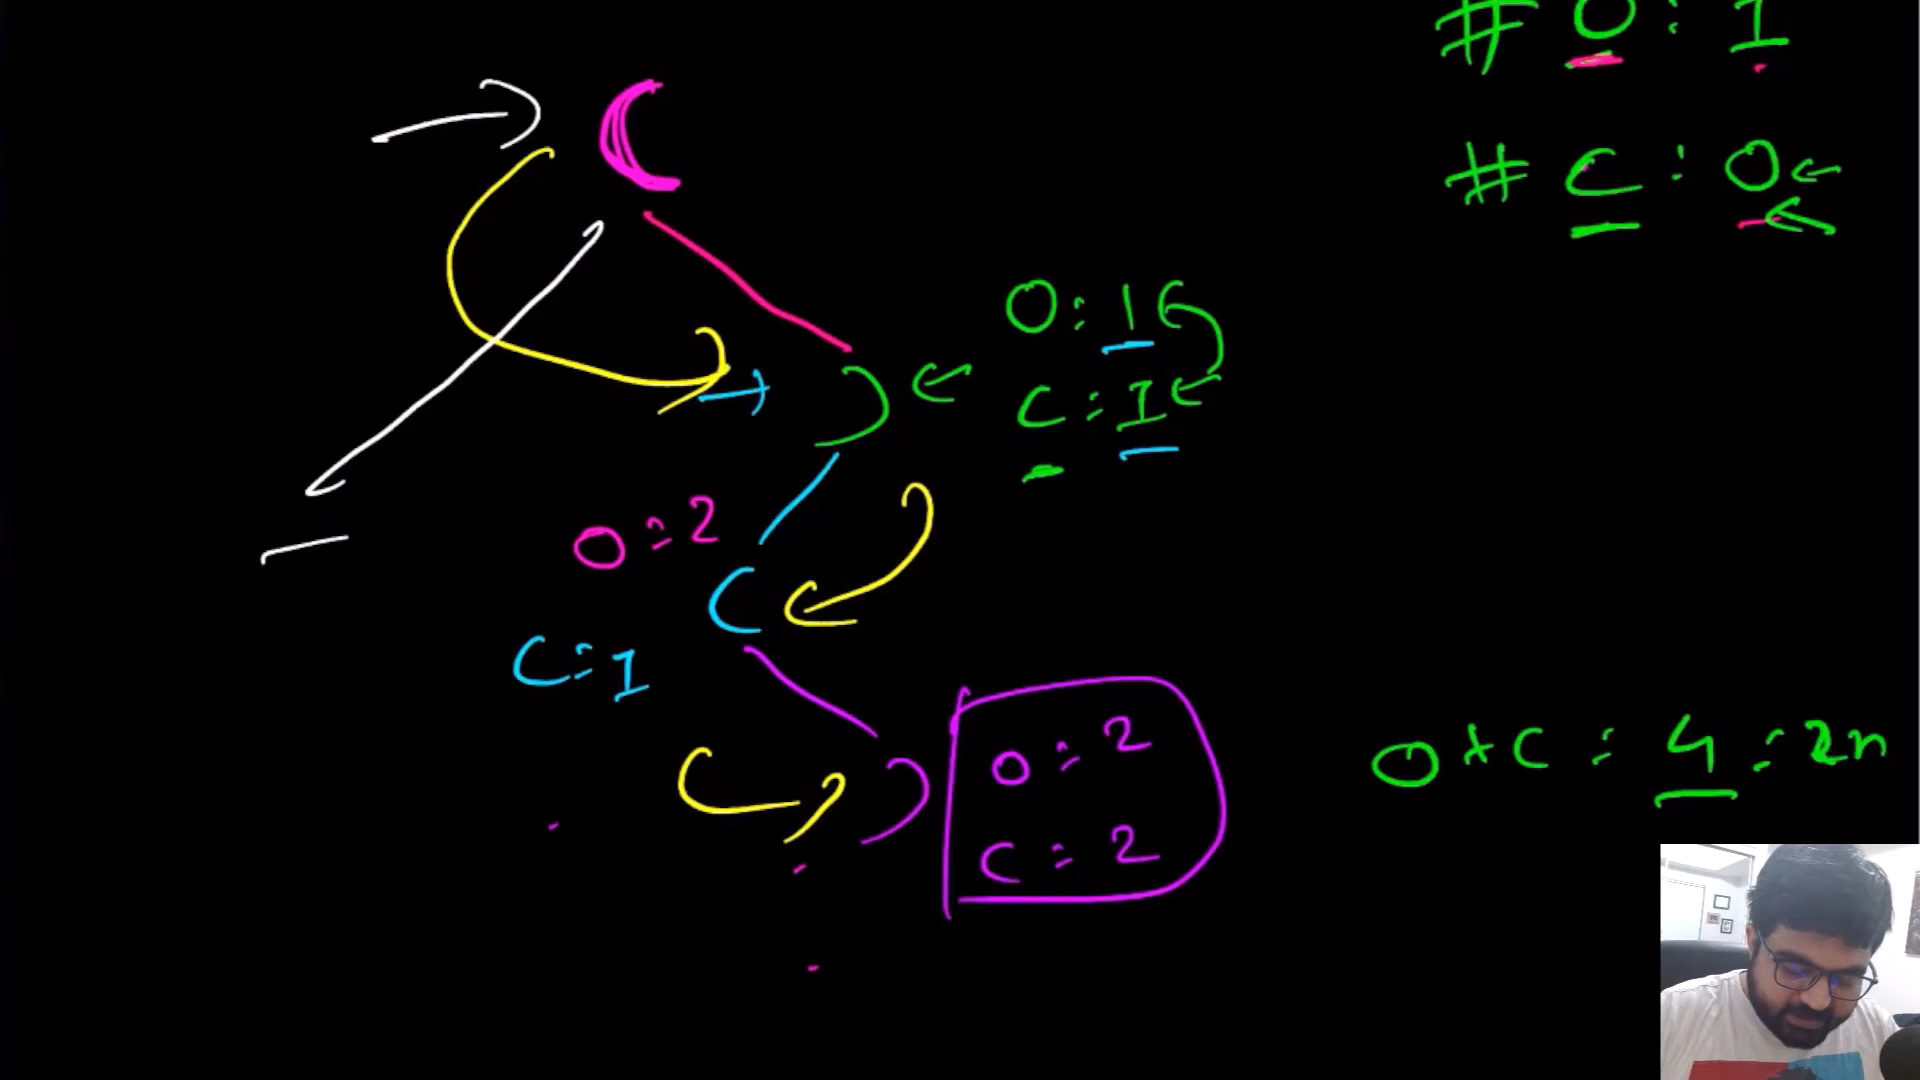 # O : 1
(
# C : 0
O : 1
)
C : 1
O = 2
(
C = 1
O = 2
)
C = 2
O + C = 4 = 2n